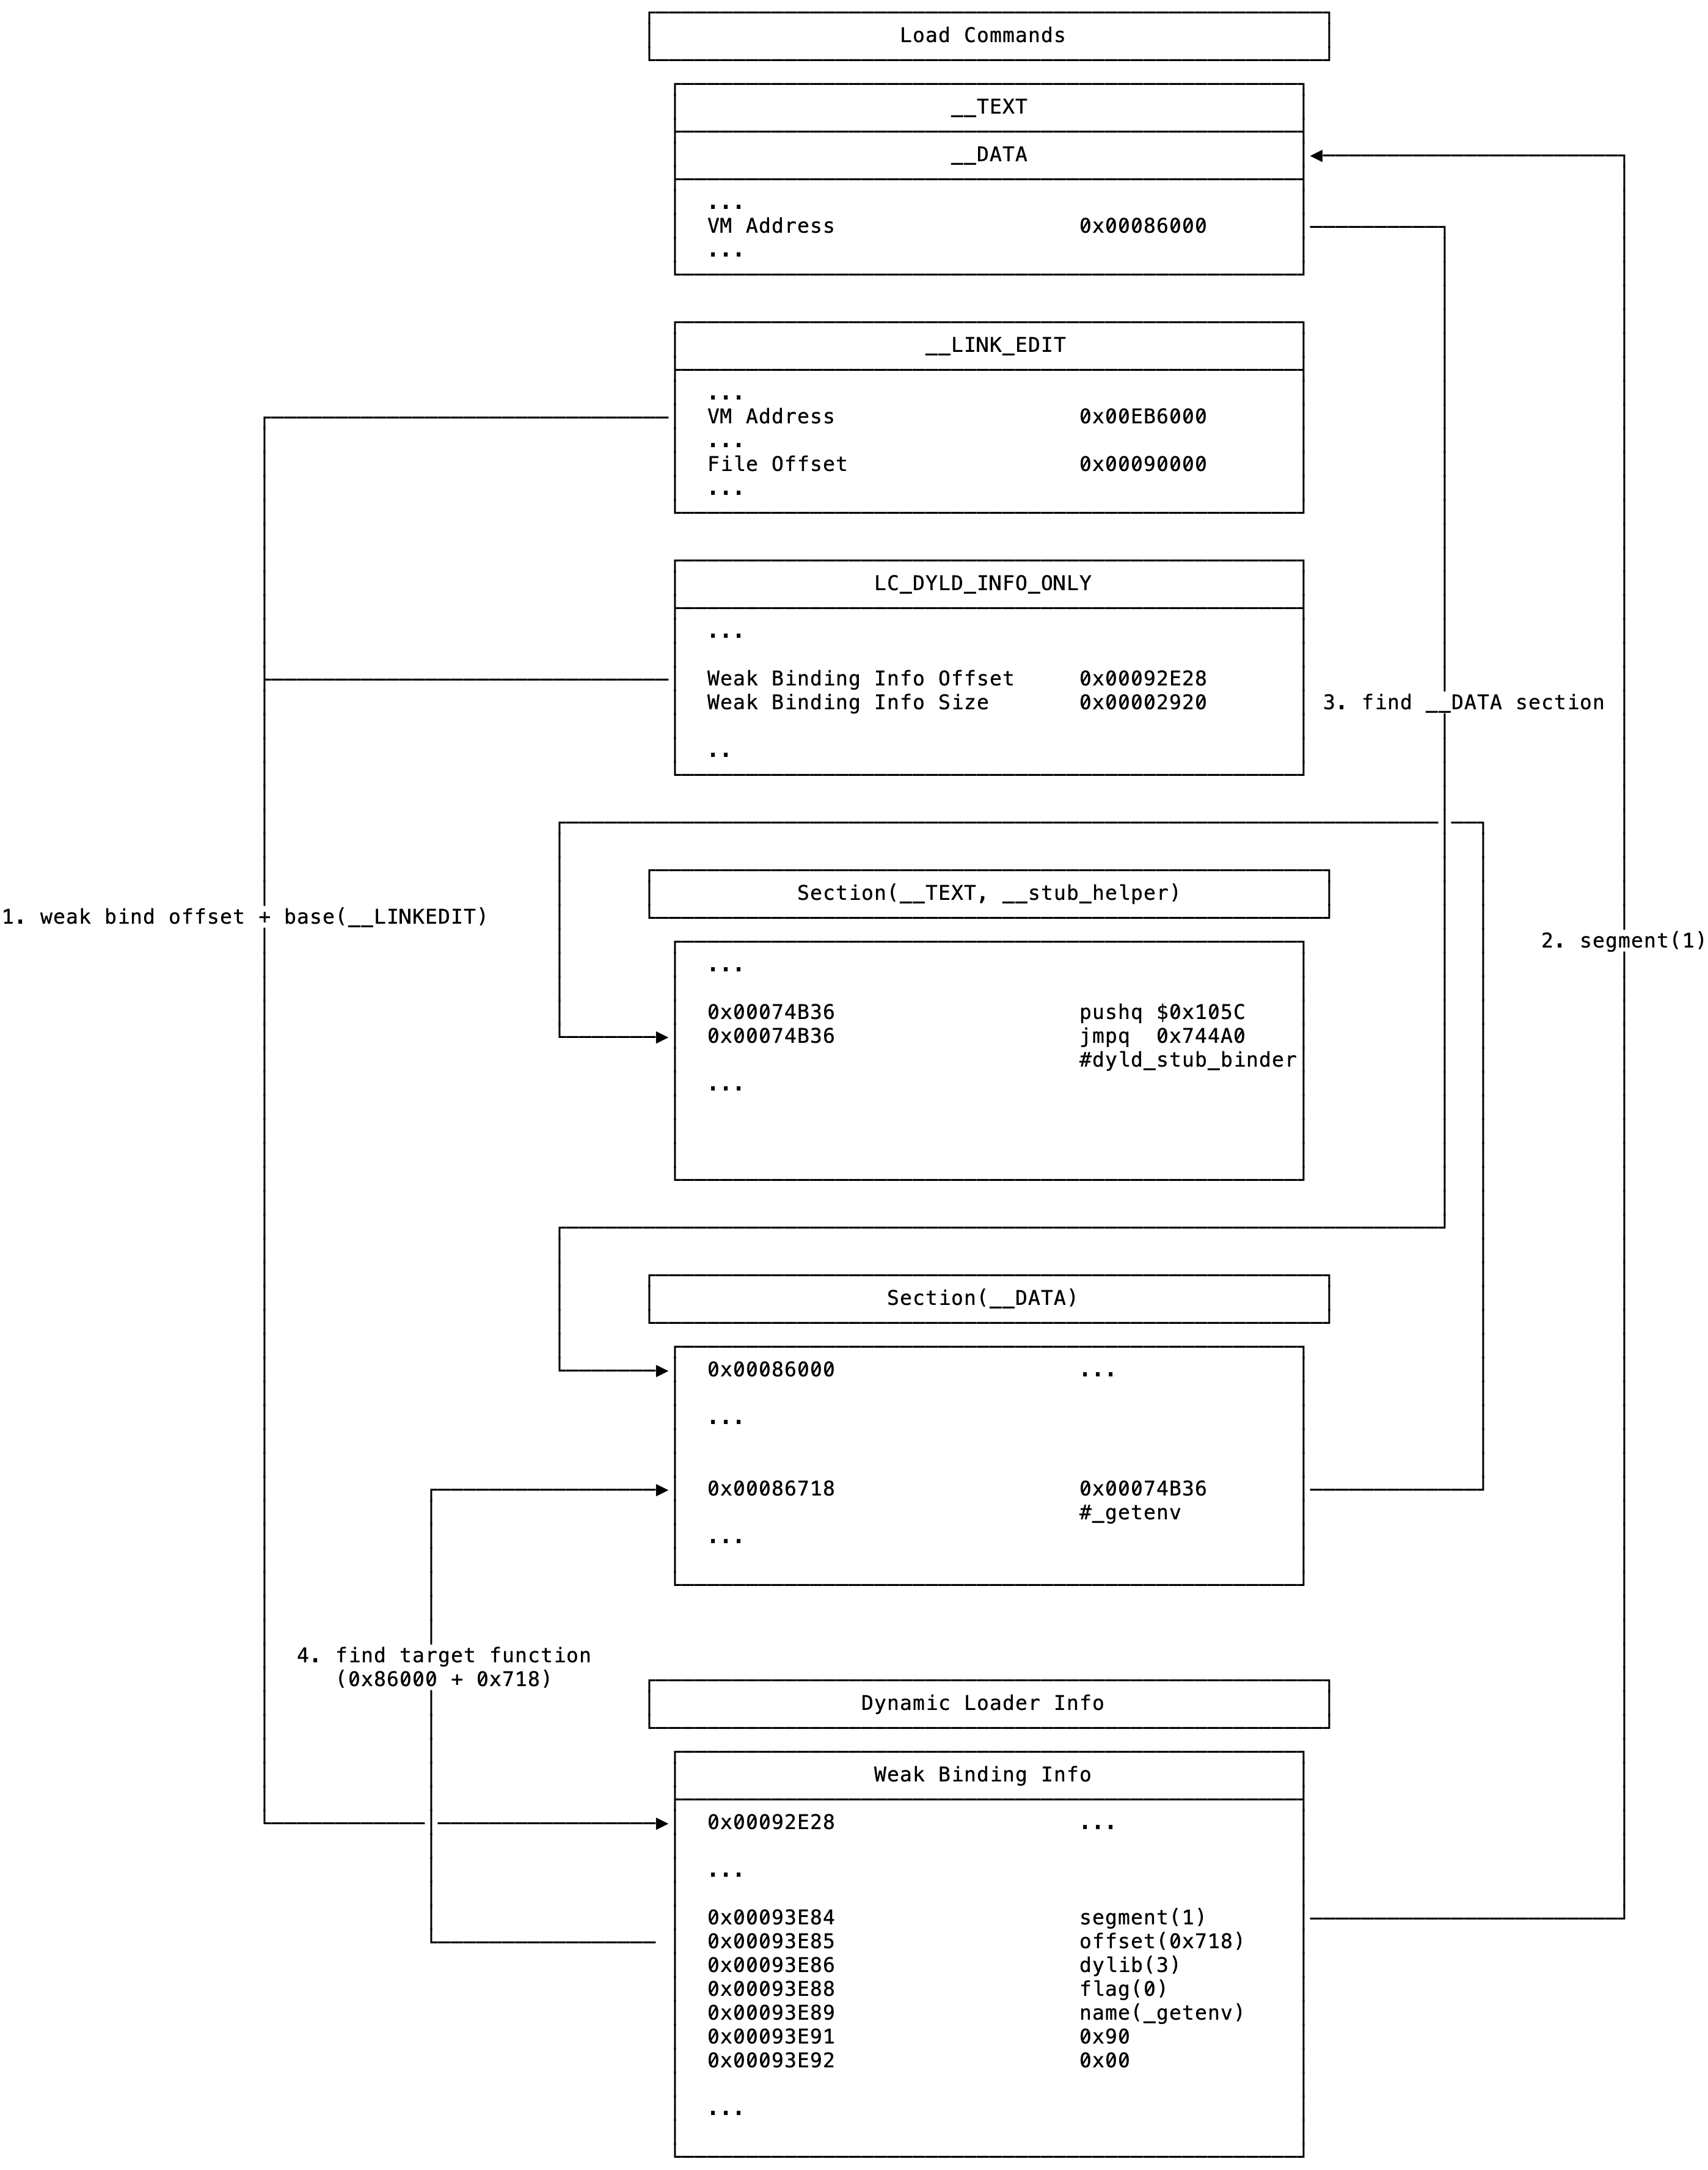 Load Commands
__TEXT
__DATA
...
VM Address 0x00086000
...
__LINK_EDIT
...
VM Address 0x00EB6000
...
File Offset 0x00090000
...
LC_DYLD_INFO_ONLY
...
Weak Binding Info Offset 0x00092E28
Weak Binding Info Size 0x00002920
3. find __DATA section
..
Section(__TEXT, __stub_helper)
1. weak bind offset + base(__LINKEDIT)
2. segment(1)
...
0x00074B36 pushq $0x105C
0x00074B36 jmpq 0x744A0
#dyld_stub_binder
...
Section(__DATA)
0x00086000 ...
...
0x00086718 0x00074B36
#_getenv
...
4. find target function
(0x86000 + 0x718)
Dynamic Loader Info
Weak Binding Info
0x00092E28 ...
...
0x00093E84 segment(1)
0x00093E85 offset(0x718)
0x00093E86 dylib(3)
0x00093E88 flag(0)
0x00093E89 name(_getenv)
0x00093E91 0x90
0x00093E92 0x00
...